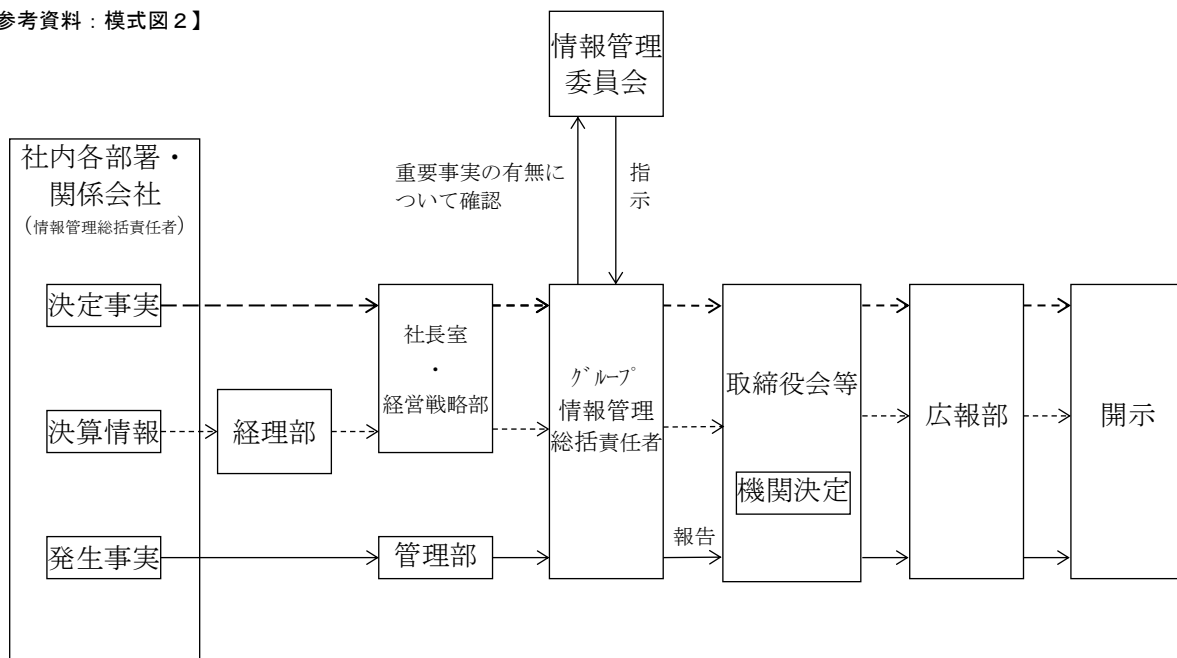 参考資料：模式図２】
情報管理
委員会
社内各部署・
関係会社
（情報管理総括責任者）
重要事実の有無に
ついて確認
指
示
決定事実
社長室
・
経営戦略部
ｸﾞﾙｰﾌﾟ
情報管理
総括責任者
取締役会等
広報部
開示
決算情報
経理部
機関決定
発生事実
管理部
報告